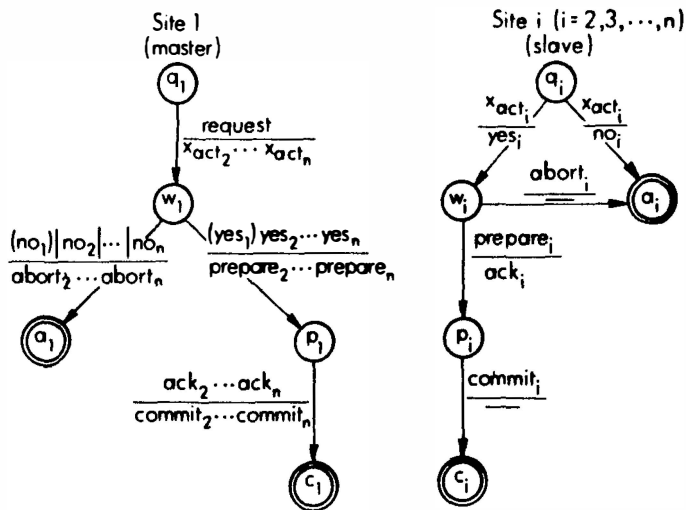 Site 1
(master)
q₁
request
xact₂ ⋯ xactₙ
w₁
(no₁)|no₂|⋯|noₙ
abort₂ ⋯ abortₙ
a₁
(yes₁) yes₂ ⋯ yesₙ
prepare₂ ⋯ prepareₙ
p₁
ack₂ ⋯ ackₙ
commit₂ ⋯ commitₙ
c₁
Site i (i = 2,3, ⋯, n)
(slave)
qᵢ
xactᵢ
yesᵢ
xactᵢ
noᵢ
wᵢ
abortᵢ
aᵢ
prepareᵢ
ackᵢ
pᵢ
commitᵢ
cᵢ